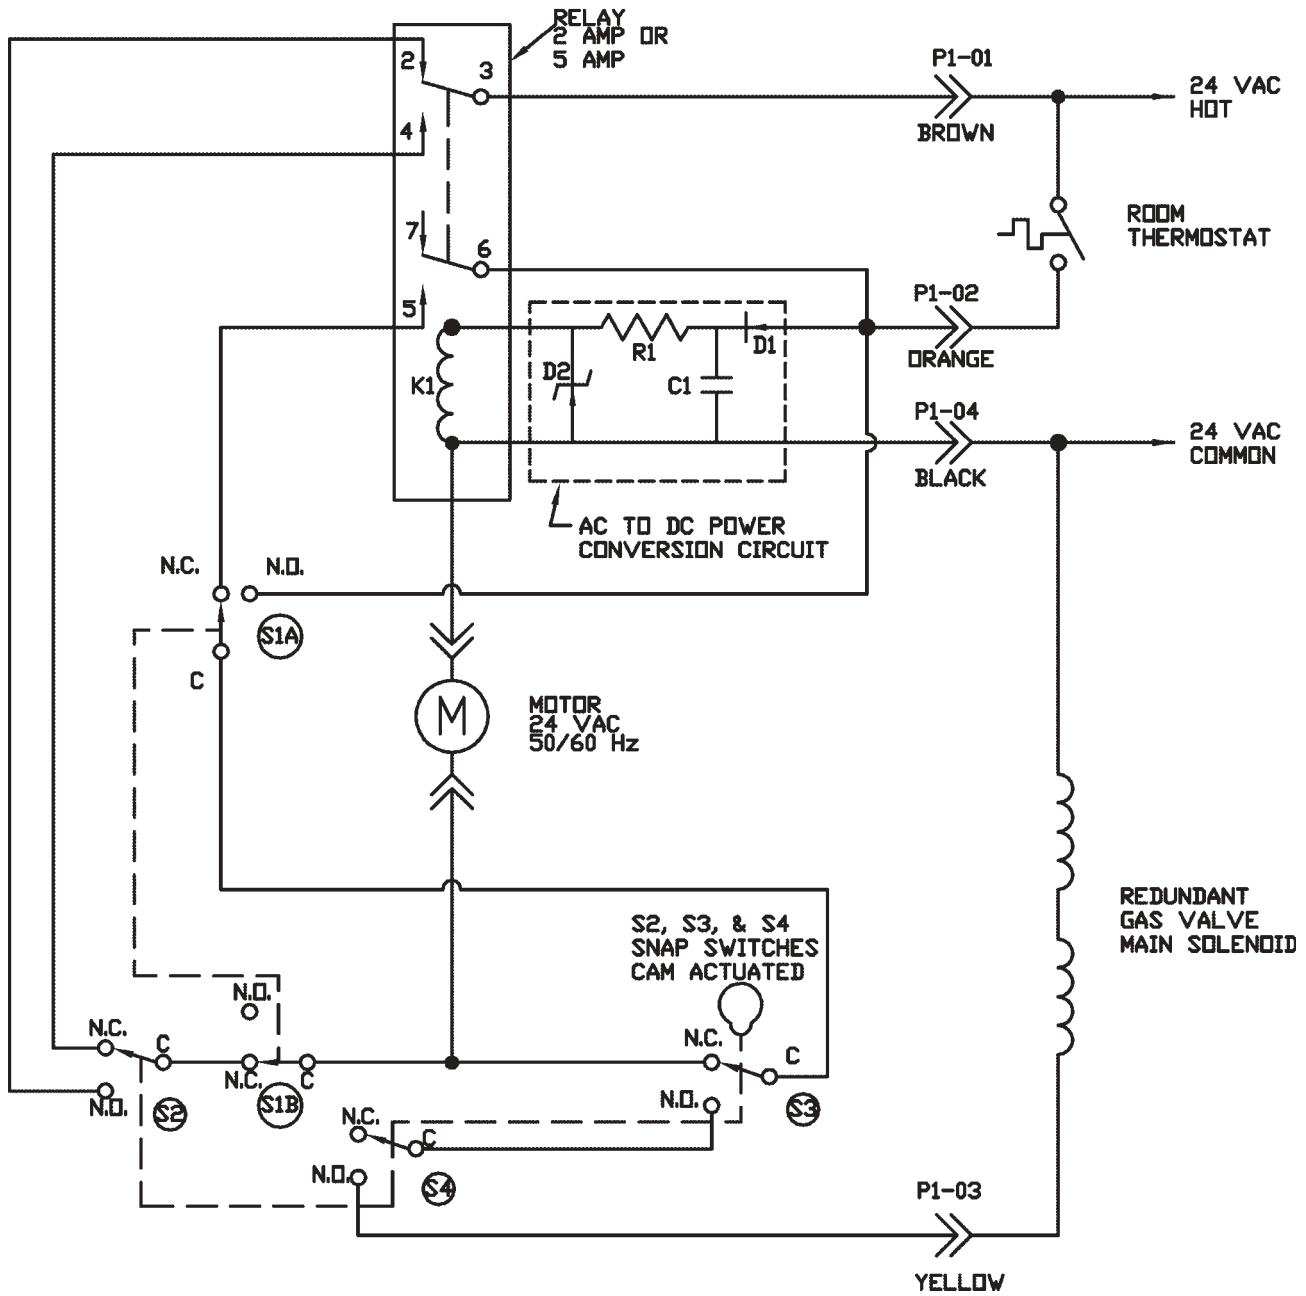 RELAY
2 AMP OR
5 AMP
2
3
P1-01
24 VAC
HOT
BROWN
4
ROOM
THERMOSTAT
7
6
5
P1-02
R1
D1
ORANGE
K1
D2
C1
P1-04
24 VAC
COMMON
BLACK
AC TO DC POWER
CONVERSION CIRCUIT
N.C.
N.O.
S1A
C
M
MOTOR
24 VAC
50/60 Hz
REDUNDANT
GAS VALVE
MAIN SOLENOID
S2, S3, & S4
SNAP SWITCHES
CAM ACTUATED
N.O.
N.C.
C
N.C.
C
N.C.
C
N.O.
S2
S1B
N.O.
S3
N.C.
C
N.O.
S4
P1-03
YELLOW